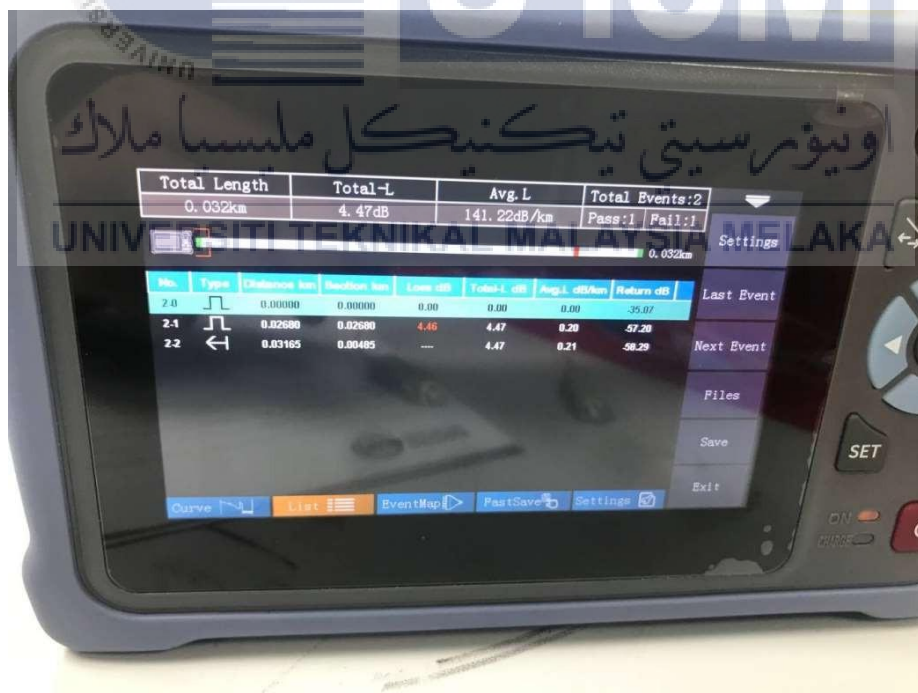 UTeM
UNIVERSI
اونيورسيتي تيكنيكل مليسيا ملاك
UNIVERSITI TEKNIKAL MALAYSIA MELAKA
Total Length Total-L Avg. L Total Events:2
0.032km 4.47dB 141.22dB/km Pass:1 Fail:1
0.032km
No. Type Distance km Section km Loss dB Total-L dB Avg.L dB/km Return dB
2-0 0.00000 0.00000 0.00 0.00 0.00 -35.07
2-1 0.02680 0.02680 4.46 4.47 0.20 -57.20
2-2 0.03165 0.00485 ---- 4.47 0.21 -58.29
Settings
Last Event
Next Event
Files
Save
Exit
Curve List EventMap FastSave Settings
SET
ON
CHARGE